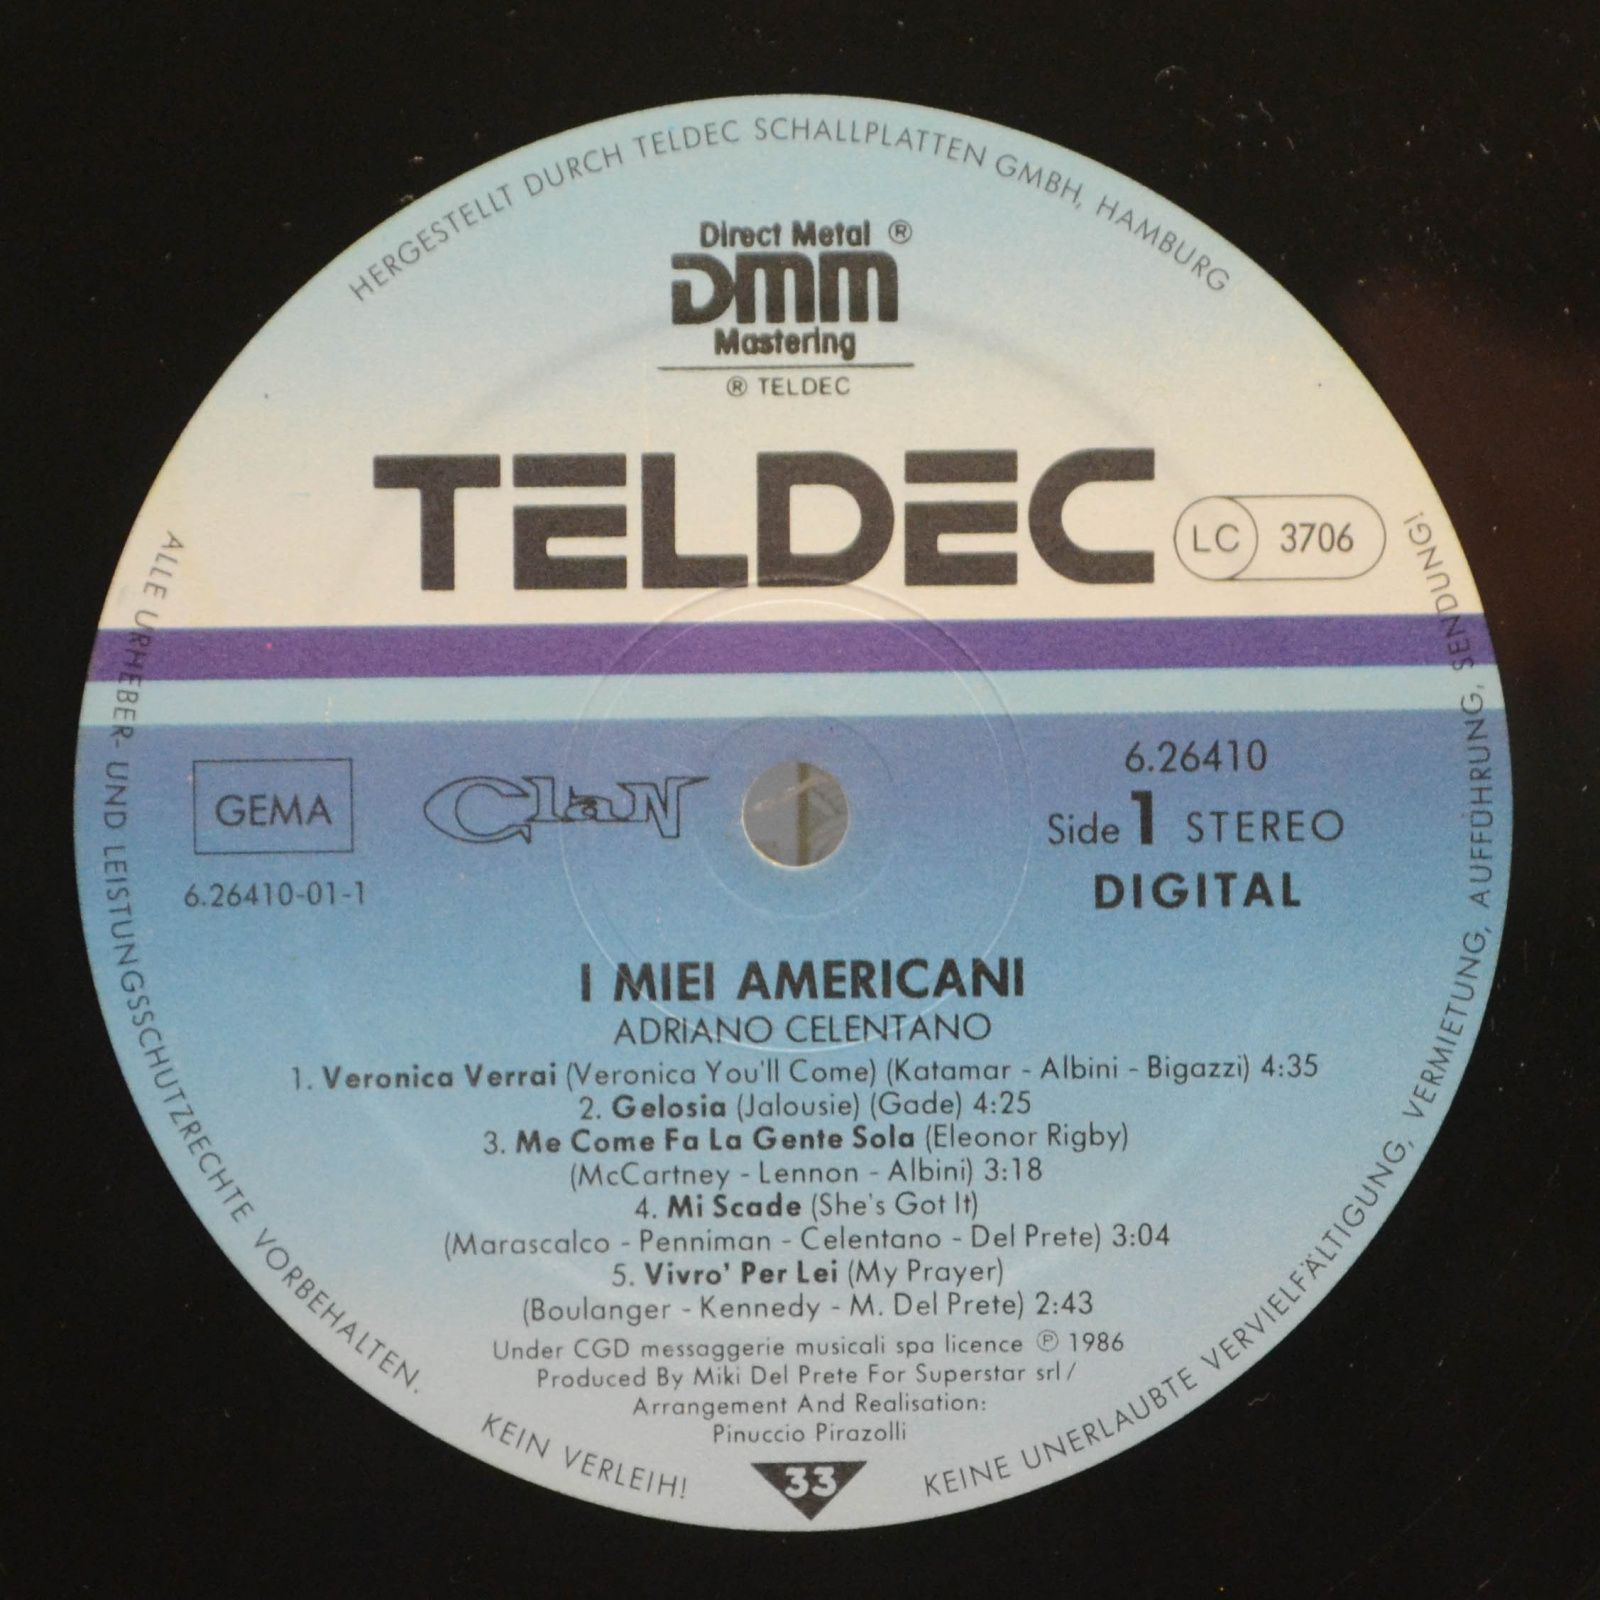 HERGESTELLT DURCH TELDEC SCHALLPLATTEN GMBH, HAMBURG
Direct Metal ®
DMM
Mastering
® TELDEC
TELDEC
LC 3706
GEMA
6.26410-01-1
Clan
6.26410
Side 1 STEREO
DIGITAL
I MIEI AMERICANI
ADRIANO CELENTANO
1. Veronica Verrai (Veronica You'll Come) (Katamar - Albini - Bigazzi) 4:35
2. Gelosia (Jalousie) (Gade) 4:25
3. Me Come Fa La Gente Sola (Eleonor Rigby)
(McCartney - Lennon - Albini) 3:18
4. Mi Scade (She's Got It)
(Marascalco - Penniman - Celentano - Del Prete) 3:04
5. Vivro' Per Lei (My Prayer)
(Boulanger - Kennedy - M. Del Prete) 2:43
Under CGD messaggerie musicali spa licence ℗ 1986
Produced By Miki Del Prete For Superstar srl/
Arrangement And Realisation:
Pinuccio Pirazolli
33
ALLE URHEBER- UND LEISTUNGSSCHUTZRECHTE VORBEHALTEN.
KEIN VERLEIH!
KEINE UNERLAUBTE VERVIELFÄLTIGUNG, VERMIETUNG, AUFFÜHRUNG, SENDUNG!